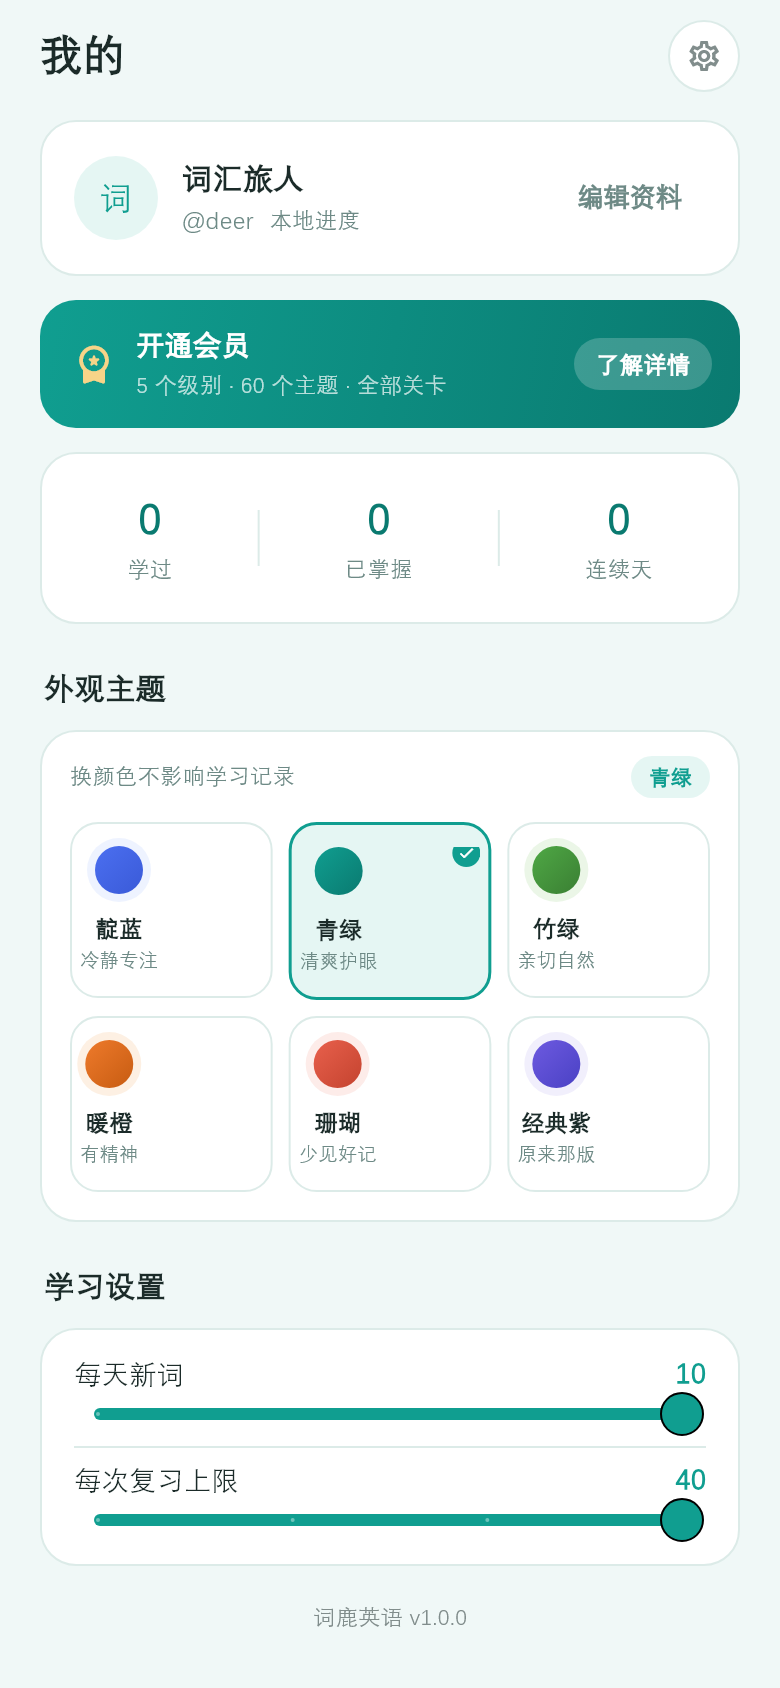 我的
词
词汇旅人
@deer 本地进度
编辑资料
开通会员
5 个级别 · 60 个主题 · 全部关卡
了解详情
0
学过
0
已掌握
0
连续天
外观主题
换颜色不影响学习记录
青绿
靛蓝
冷静专注
青绿
清爽护眼
竹绿
亲切自然
暖橙
有精神
珊瑚
少见好记
经典紫
原来那版
学习设置
每天新词
10
每次复习上限
40
词鹿英语 v1.0.0